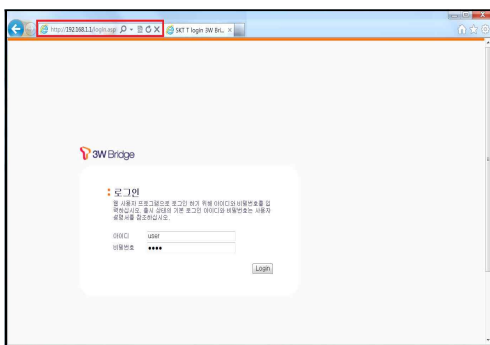 http://192.168.1.1/login.asp
SKT T login 3W Bri...
3W Bridge
로그인
웹 사용자 프로그램으로 로그인 하기 위해 아이디와 비밀번호를 입
력하십시오. 출시 상태의 기본 로그인 아이디와 비밀번호는 사용자
설명서를 참조하십시오.
아이디 user
비밀번호 ●●●●
Login